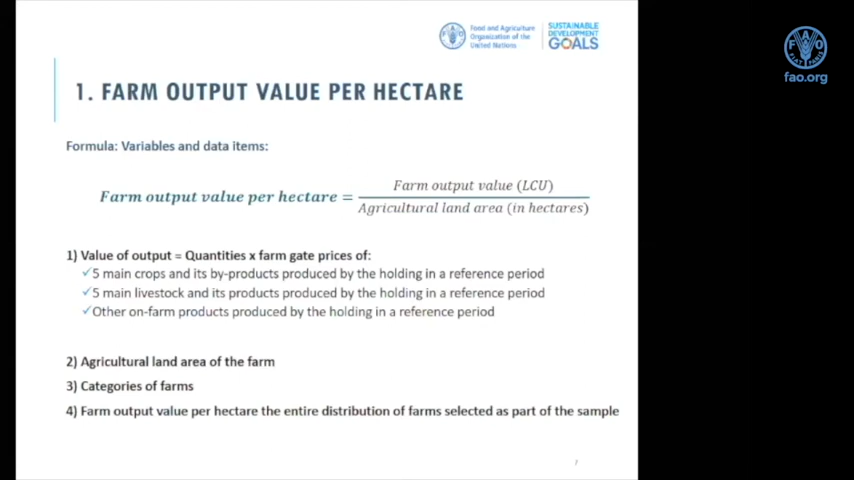 Food and Agriculture
Organization of the
United Nations
SUSTAINABLE
DEVELOPMENT
GOALS
F A O
FIAT PANIS
fao.org
1. FARM OUTPUT VALUE PER HECTARE
Formula: Variables and data items:
Farm output value per hectare = Farm output value (LCU)
Agricultural land area (in hectares)
1) Value of output = Quantities x farm gate prices of:
✓5 main crops and its by-products produced by the holding in a reference period
✓5 main livestock and its products produced by the holding in a reference period
✓Other on-farm products produced by the holding in a reference period
2) Agricultural land area of the farm
3) Categories of farms
4) Farm output value per hectare the entire distribution of farms selected as part of the sample